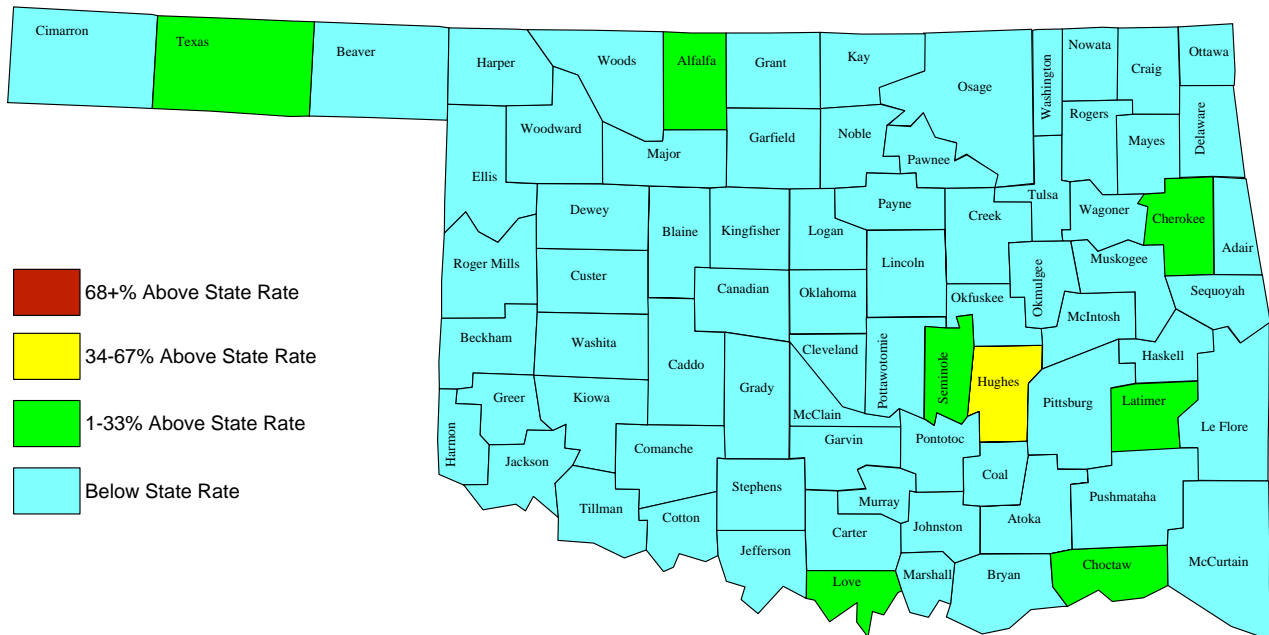 Cimarron
Texas
Beaver
Harper
Woods
Alfalfa
Grant
Kay
Osage
Washington
Nowata
Craig
Ottawa
Woodward
Ellis
Major
Garfield
Noble
Pawnee
Rogers
Mayes
Delaware
Dewey
Blaine
Kingfisher
Logan
Payne
Creek
Tulsa
Wagoner
Cherokee
Adair
Roger Mills
Custer
Canadian
Oklahoma
Lincoln
Okfuskee
Okmulgee
Muskogee
McIntosh
Sequoyah
Beckham
Washita
Caddo
Grady
Cleveland
McClain
Pottawotomie
Seminole
Hughes
Pittsburg
Haskell
Latimer
Le Flore
Harmon
Greer
Kiowa
Jackson
Comanche
Garvin
Pontotoc
Coal
Pushmataha
Tillman
Cotton
Stephens
Murray
Carter
Johnston
Atoka
McCurtain
Jefferson
Love
Marshall
Bryan
Choctaw
68+% Above State Rate
34-67% Above State Rate
1-33% Above State Rate
Below State Rate